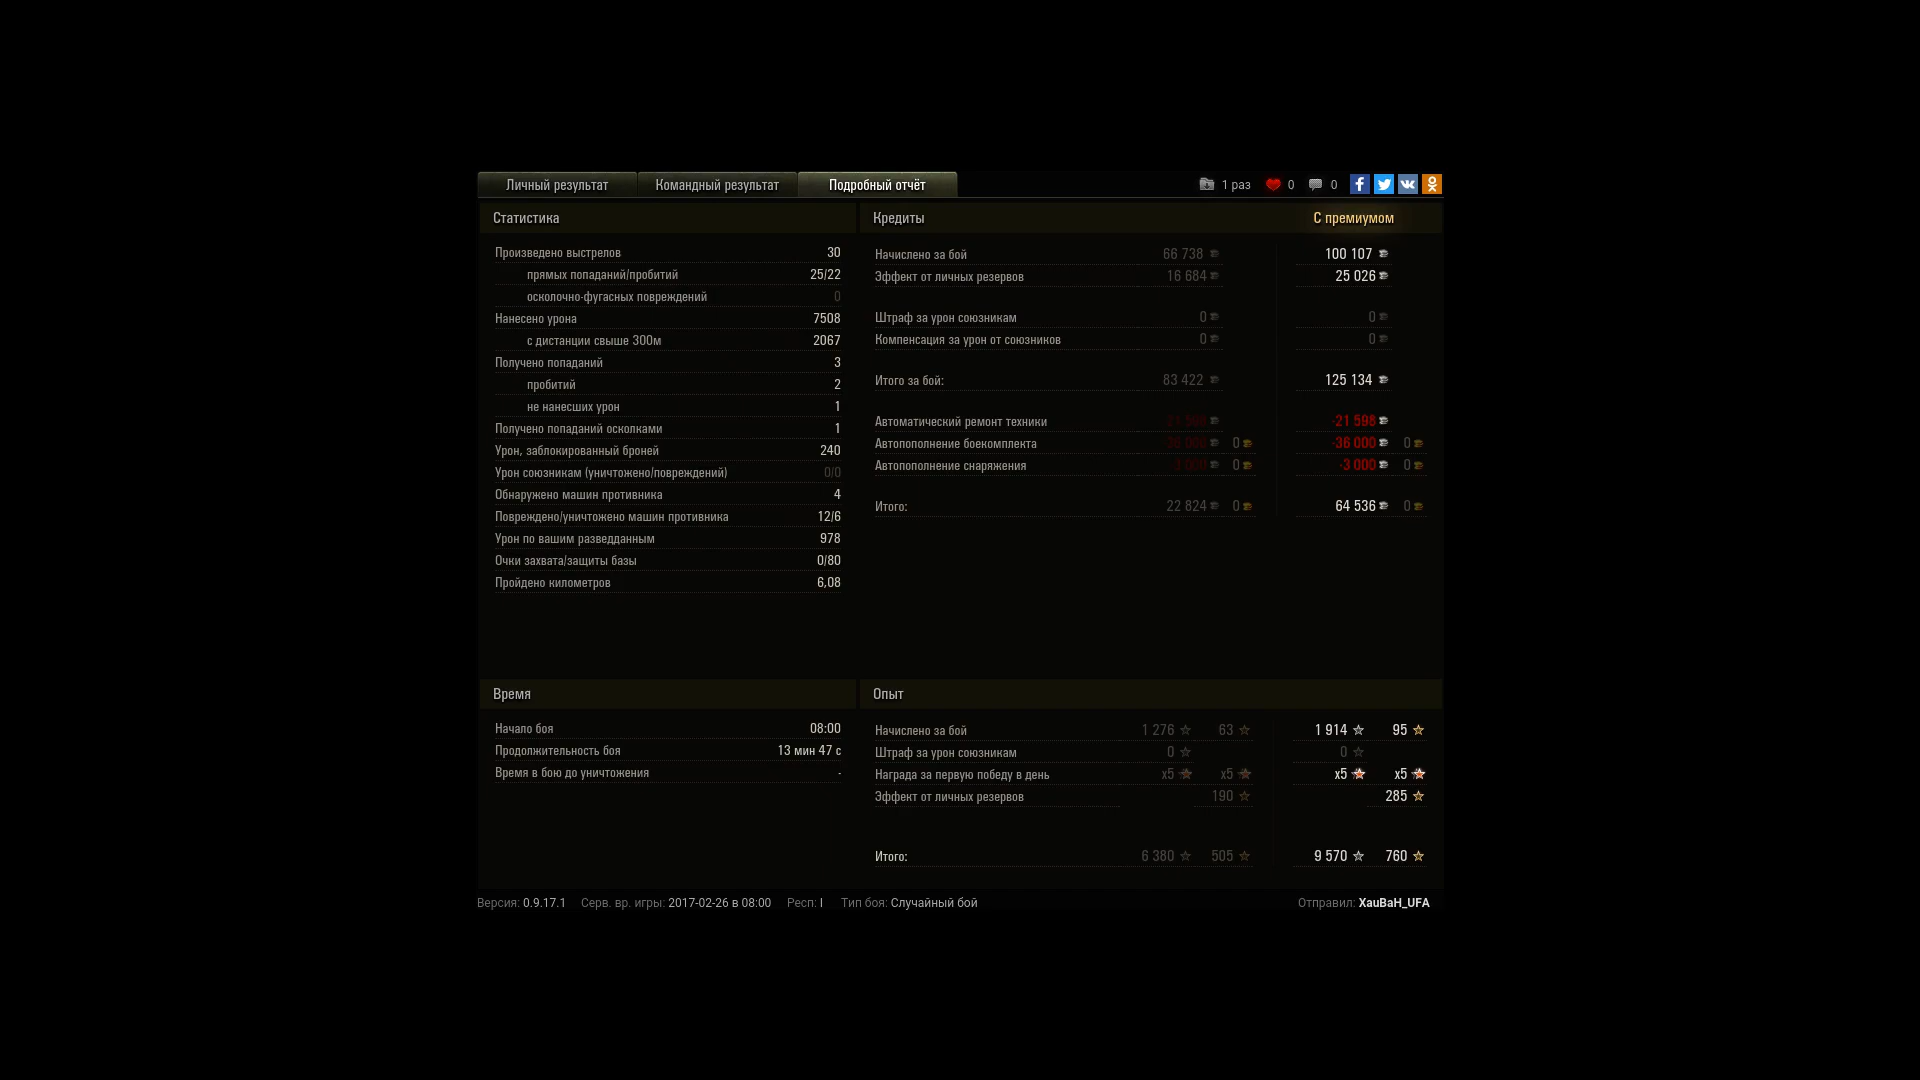 Личный результат Командный результат Подробный отчёт 1 раз 0 0
Статистика
Произведено выстрелов 30
прямых попаданий/пробитий 25/22
осколочно-фугасных повреждений 0
Нанесено урона 7508
с дистанции свыше 300м 2067
Получено попаданий 3
пробитий 2
не нанесших урон 1
Получено попаданий осколками 1
Урон, заблокированный броней 240
Урон союзникам (уничтожено/повреждений) 0/0
Обнаружено машин противника 4
Повреждено/уничтожено машин противника 12/6
Урон по вашим разведданным 978
Очки захвата/защиты базы 0/80
Пройдено километров 6,08
Кредиты С премиумом
Начислено за бой 66 738 100 107
Эффект от личных резервов 16 684 25 026
Штраф за урон союзникам 0 0
Компенсация за урон от союзников 0 0
Итого за бой: 83 422 125 134
Автоматический ремонт техники -21 598 -21 598
Автопополнение боекомплекта -36 000 0 -36 000 0
Автопополнение снаряжения -3 000 0 -3 000 0
Итого: 22 824 0 64 536 0
Время
Начало боя 08:00
Продолжительность боя 13 мин 47 с
Время в бою до уничтожения -
Опыт
Начислено за бой 1 276 63 1 914 95
Штраф за урон союзникам 0 0
Награда за первую победу в день x5 x5 x5 x5
Эффект от личных резервов 190 285
Итого: 6 380 505 9 570 760
Версия: 0.9.17.1 Серв. вр. игры: 2017-02-26 в 08:00 Респ: I Тип боя: Случайный бой Отправил: XauBaH_UFA